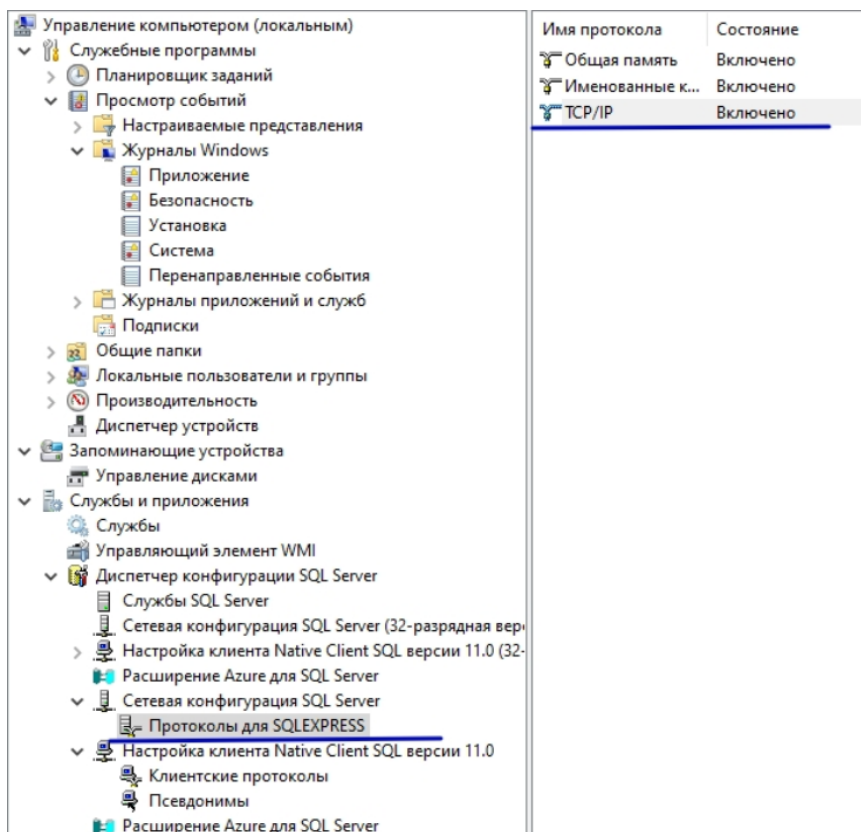 Управление компьютером (локальным)
Служебные программы
Планировщик заданий
Просмотр событий
Настраиваемые представления
Журналы Windows
Приложение
Безопасность
Установка
Система
Перенаправленные события
Журналы приложений и служб
Подписки
Общие папки
Локальные пользователи и группы
Производительность
Диспетчер устройств
Запоминающие устройства
Управление дисками
Службы и приложения
Службы
Управляющий элемент WMI
Диспетчер конфигурации SQL Server
Службы SQL Server
Сетевая конфигурация SQL Server (32-разрядная вер
Настройка клиента Native Client SQL версии 11.0 (32-
Расширение Azure для SQL Server
Сетевая конфигурация SQL Server
Протоколы для SQLEXPRESS
Настройка клиента Native Client SQL версии 11.0
Клиентские протоколы
Псевдонимы
Расширение Azure для SQL Server
Имя протокола Состояние
Общая память Включено
Именованные к... Включено
TCP/IP Включено